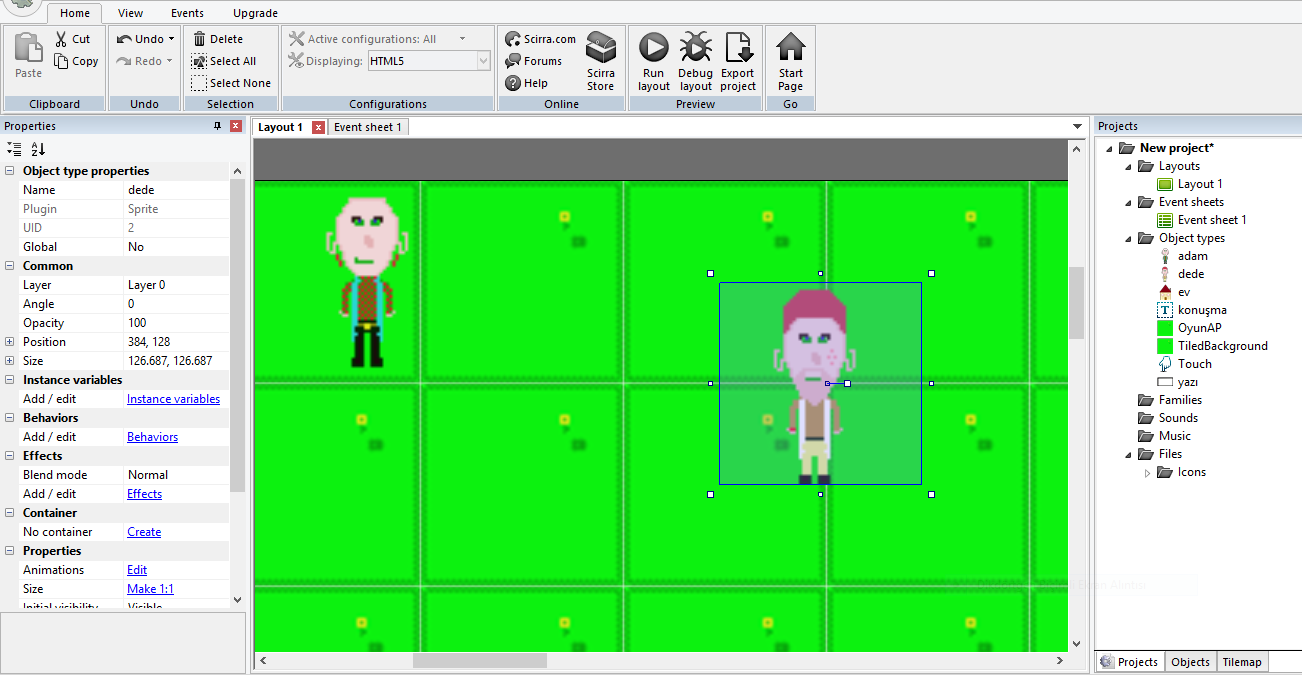 Home View Events Upgrade
Paste
Cut
Copy
Clipboard
Undo
Redo
Undo
Delete
Select All
Select None
Selection
Active configurations: All
Displaying: HTML5
Configurations
Scirra.com
Forums
Help
Scirra
Store
Online
Run
layout
Debug
layout
Export
project
Preview
Start
Page
Go
Properties
Object type properties
Name dede
Plugin Sprite
UID 2
Global No
Common
Layer Layer 0
Angle 0
Opacity 100
Position 384, 128
Size 126.687, 126.687
Instance variables
Add / edit Instance variables
Behaviors
Add / edit Behaviors
Effects
Blend mode Normal
Add / edit Effects
Container
No container Create
Properties
Animations Edit
Size Make 1:1
Initial visibility Visible
Layout 1 Event sheet 1
Projects
New project*
Layouts
Layout 1
Event sheets
Event sheet 1
Object types
adam
dede
ev
T konuşma
OyunAP
TiledBackground
Touch
yazı
Families
Sounds
Music
Files
Icons
Projects Objects Tilemap